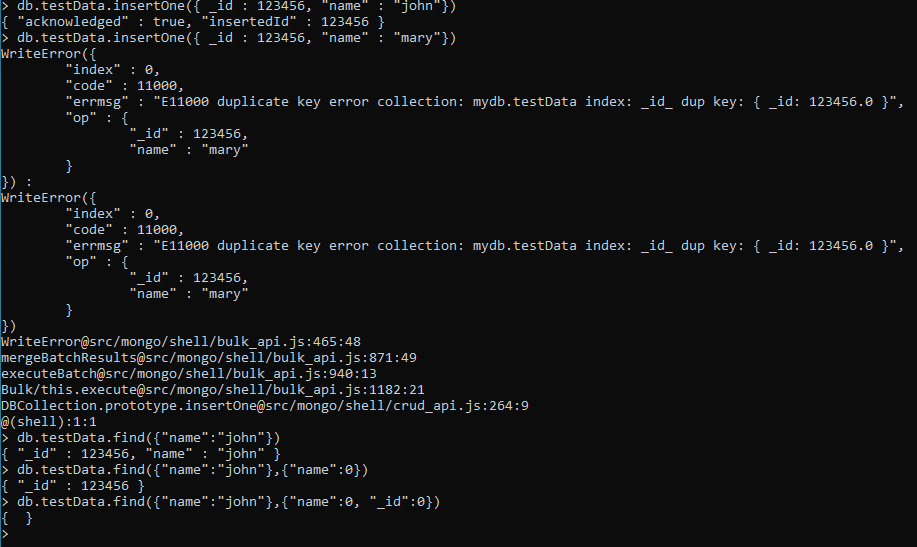 > db.testData.insertOne({ _id : 123456, "name" : "john"})
{ "acknowledged" : true, "insertedId" : 123456 }
> db.testData.insertOne({ _id : 123456, "name" : "mary"})
WriteError({
        "index" : 0,
        "code" : 11000,
        "errmsg" : "E11000 duplicate key error collection: mydb.testData index: _id_ dup key: { _id: 123456.0 }",
        "op" : {
                "_id" : 123456,
                "name" : "mary"
        }
}) :
WriteError({
        "index" : 0,
        "code" : 11000,
        "errmsg" : "E11000 duplicate key error collection: mydb.testData index: _id_ dup key: { _id: 123456.0 }",
        "op" : {
                "_id" : 123456,
                "name" : "mary"
        }
})
WriteError@src/mongo/shell/bulk_api.js:465:48
mergeBatchResults@src/mongo/shell/bulk_api.js:871:49
executeBatch@src/mongo/shell/bulk_api.js:940:13
Bulk/this.execute@src/mongo/shell/bulk_api.js:1182:21
DBCollection.prototype.insertOne@src/mongo/shell/crud_api.js:264:9
@(shell):1:1
> db.testData.find({"name":"john"})
{ "_id" : 123456, "name" : "john" }
> db.testData.find({"name":"john"},{"name":0})
{ "_id" : 123456 }
> db.testData.find({"name":"john"},{"name":0, "_id":0})
{  }
>